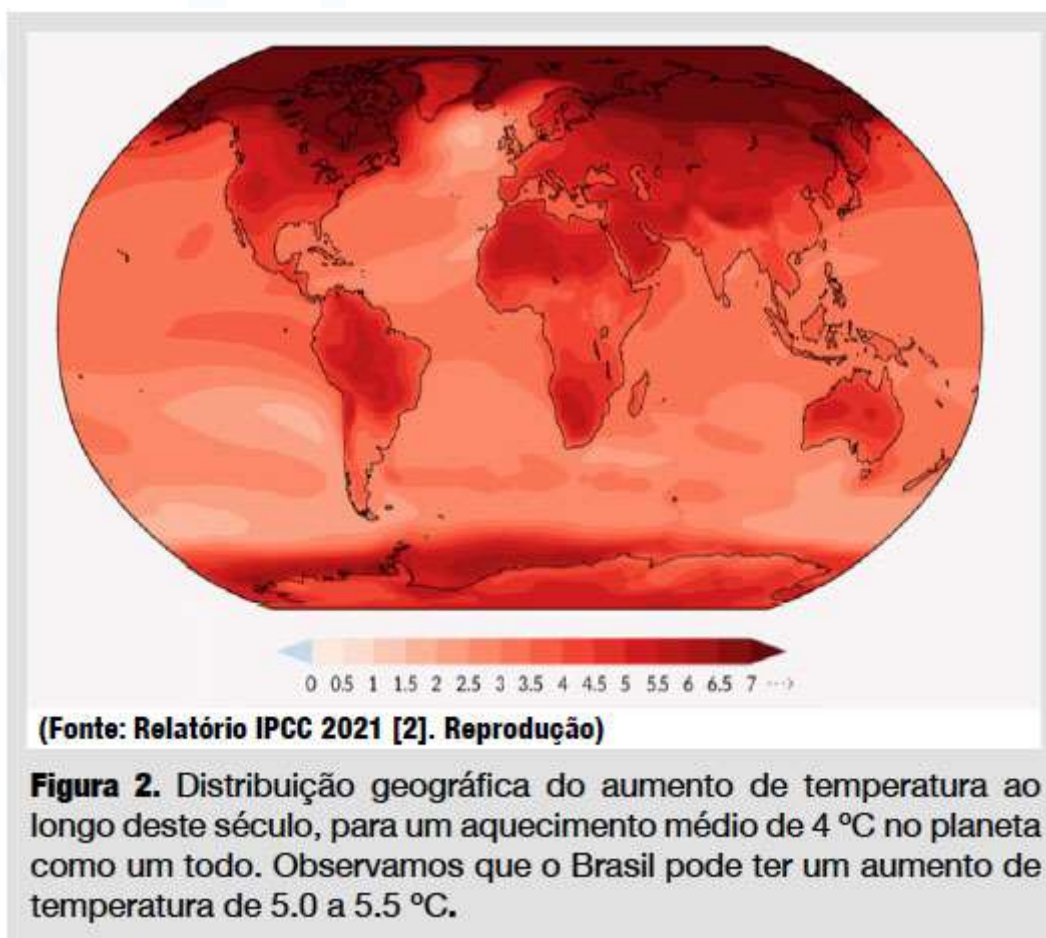 0 0.5 1 1.5 2 2.5 3 3.5 4 4.5 5 5.5 6 6.5 7 --->
(Fonte: Relatório IPCC 2021 [2]. Reprodução)
Figura 2. Distribuição geográfica do aumento de temperatura ao
longo deste século, para um aquecimento médio de 4 ºC no planeta
como um todo. Observamos que o Brasil pode ter um aumento de
temperatura de 5.0 a 5.5 ºC.